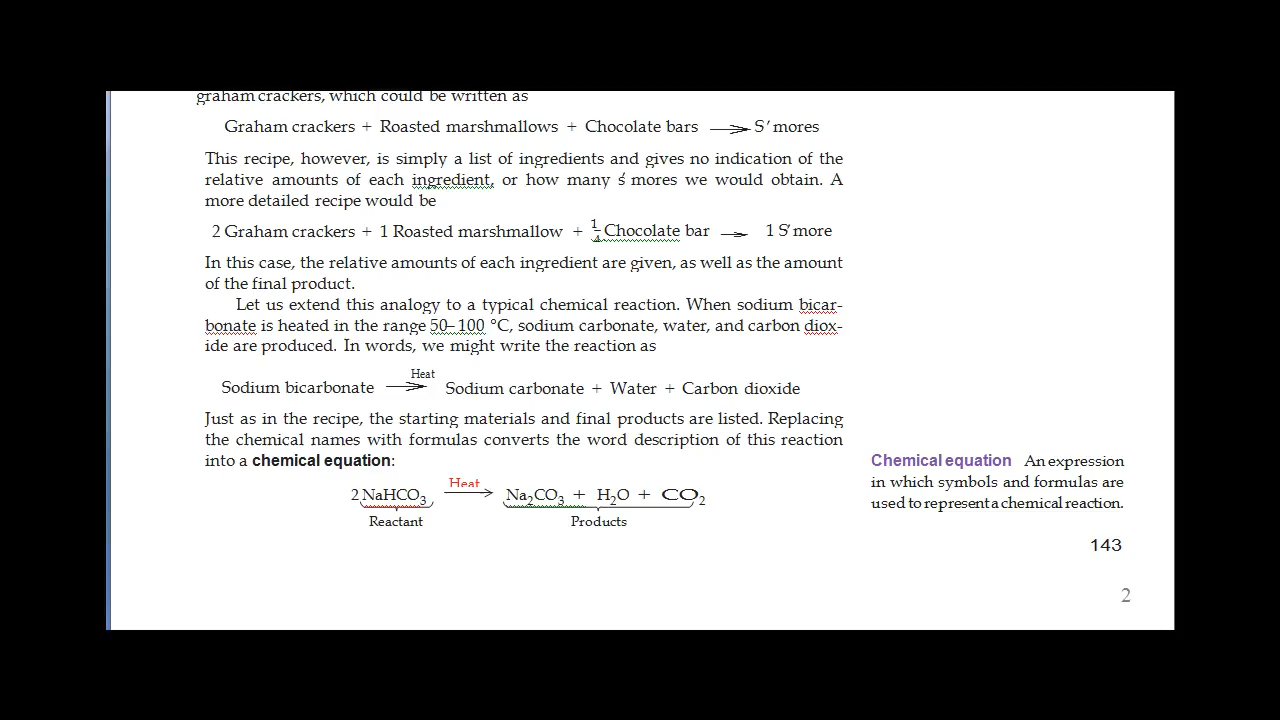 graham crackers, which could be written as
Graham crackers + Roasted marshmallows + Chocolate bars ⟶ S′mores
This recipe, however, is simply a list of ingredients and gives no indication of the
relative amounts of each ingredient, or how many s′mores we would obtain. A
more detailed recipe would be
2 Graham crackers + 1 Roasted marshmallow + 1/4 Chocolate bar ⟶ 1 S′more
In this case, the relative amounts of each ingredient are given, as well as the amount
of the final product.
Let us extend this analogy to a typical chemical reaction. When sodium bicar-
bonate is heated in the range 50–100 °C, sodium carbonate, water, and carbon diox-
ide are produced. In words, we might write the reaction as
Heat
Sodium bicarbonate ⟶ Sodium carbonate + Water + Carbon dioxide
Just as in the recipe, the starting materials and final products are listed. Replacing
the chemical names with formulas converts the word description of this reaction
into a chemical equation:
Heat
2 NaHCO₃ ⟶ Na₂CO₃ + H₂O + CO₂
Reactant Products
Chemical equation An expression
in which symbols and formulas are
used to represent a chemical reaction.
143
2